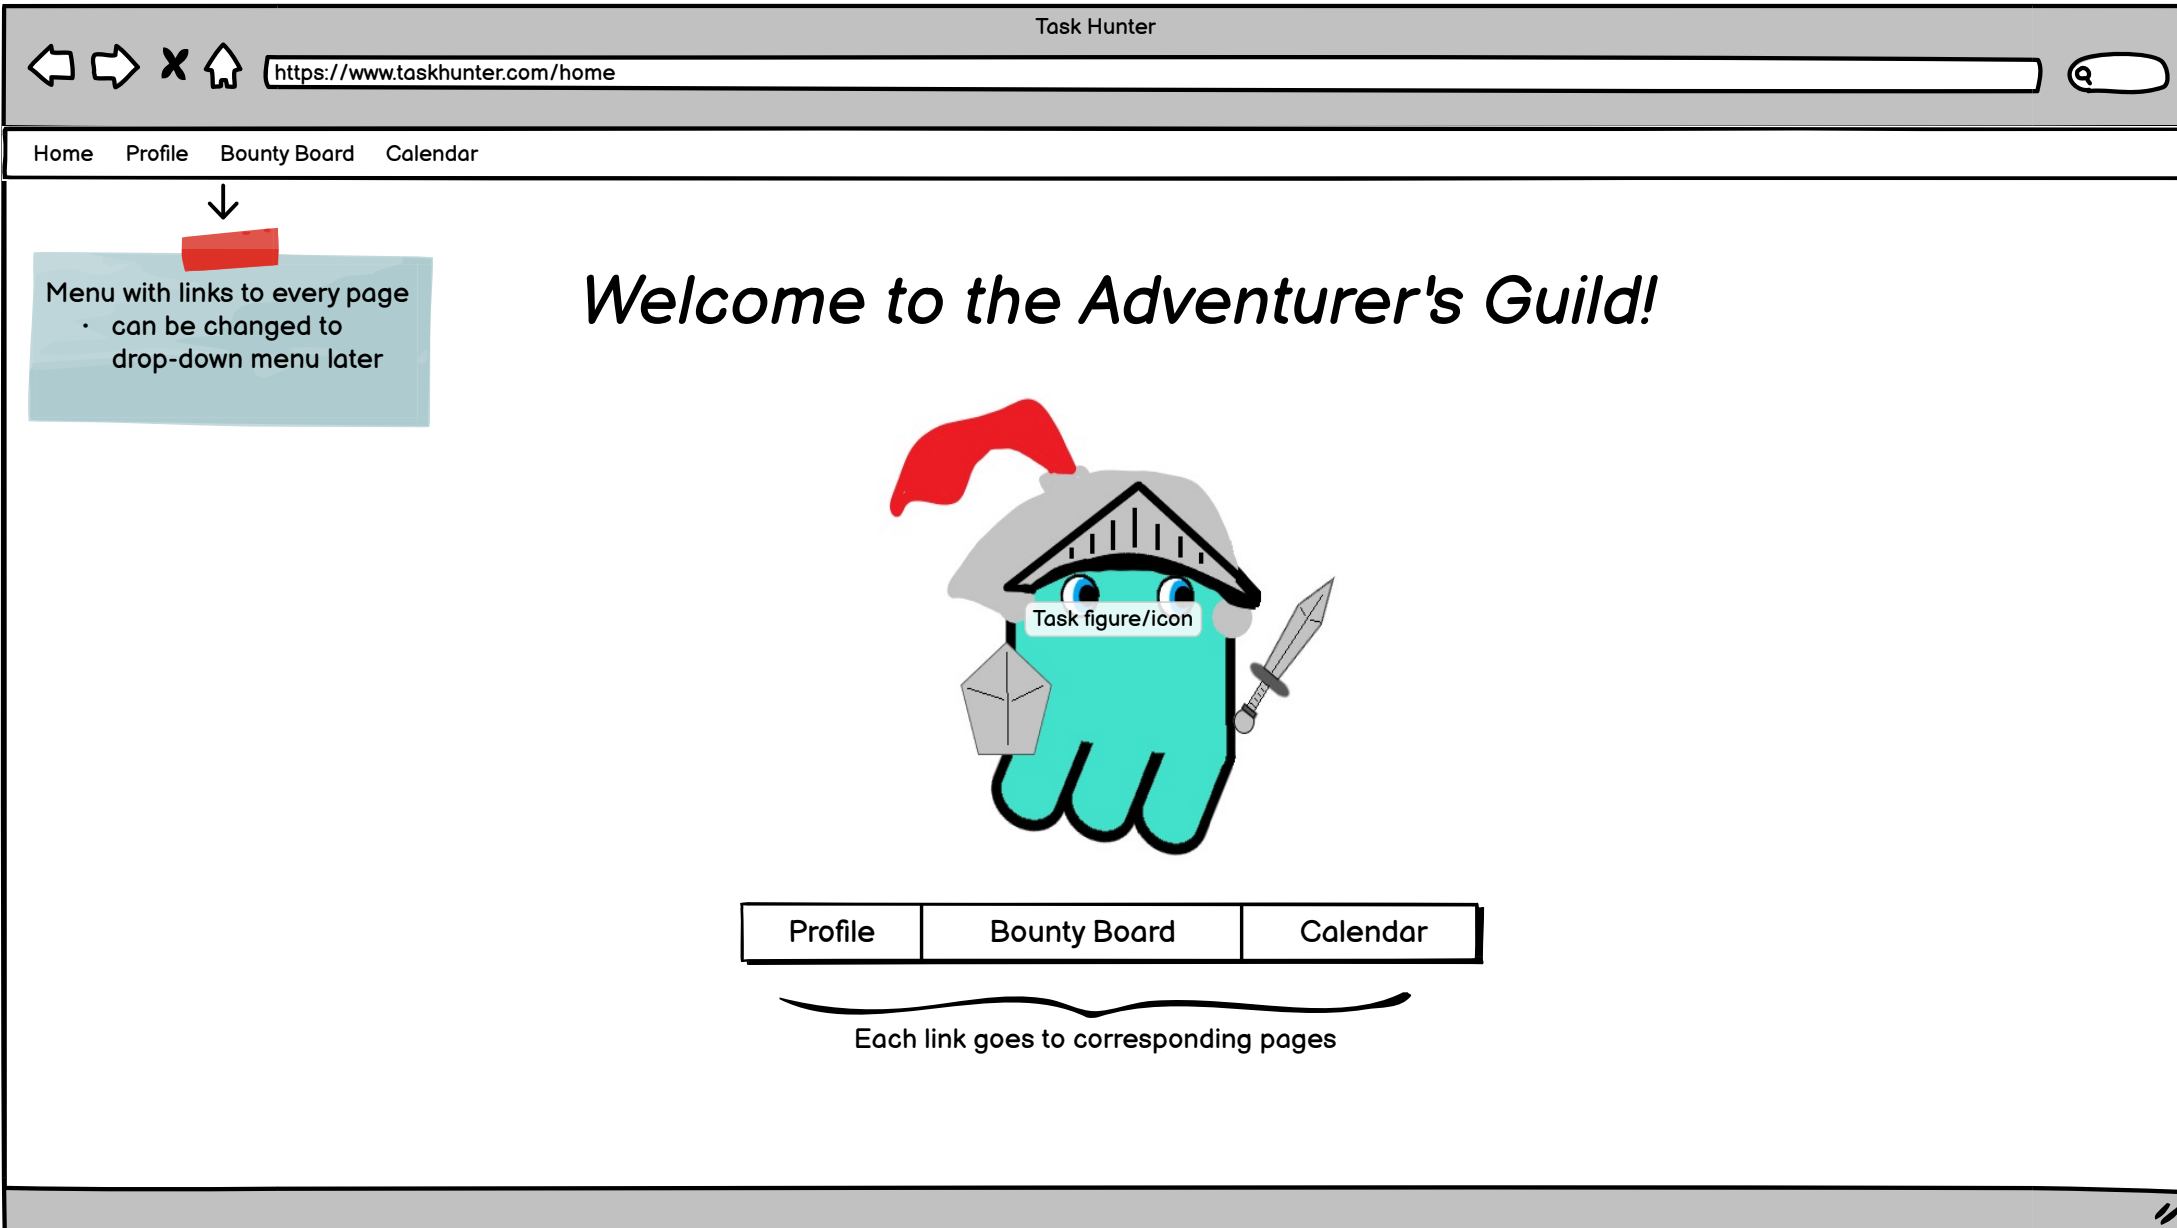 Task Hunter
https://www.taskhunter.com/home
Home Profile Bounty Board Calendar
Menu with links to every page
· can be changed to
drop-down menu later
Welcome to the Adventurer's Guild!
Task figure/icon
Profile Bounty Board Calendar
Each link goes to corresponding pages